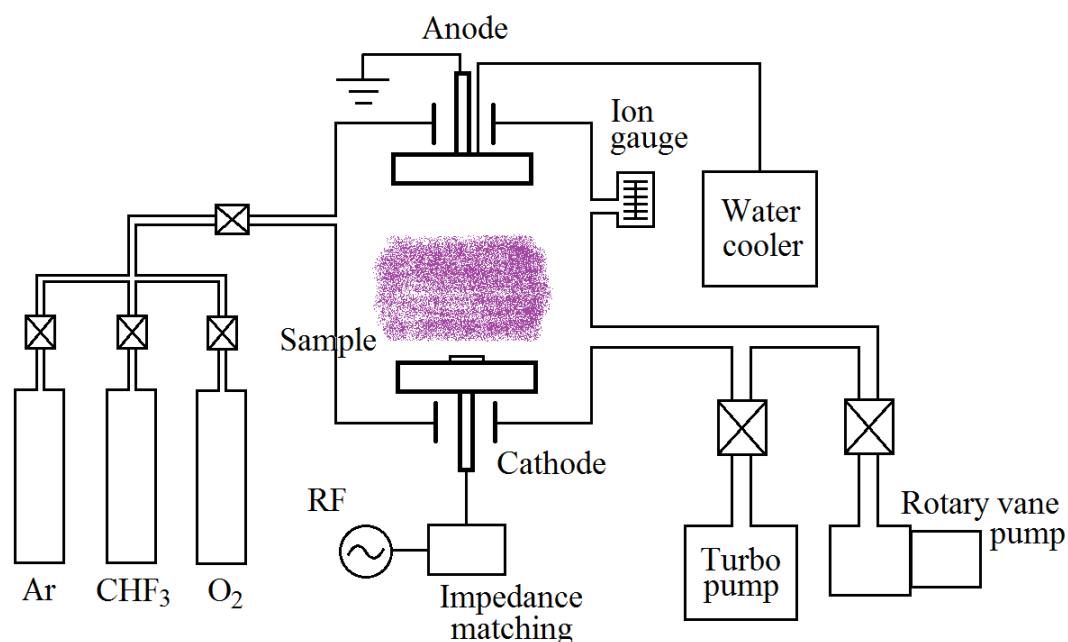 Anode
Ion
gauge
Water
cooler
Sample
Cathode
RF
Rotary vane
pump
Turbo
pump
Impedance
matching
Ar
CHF₃
O₂